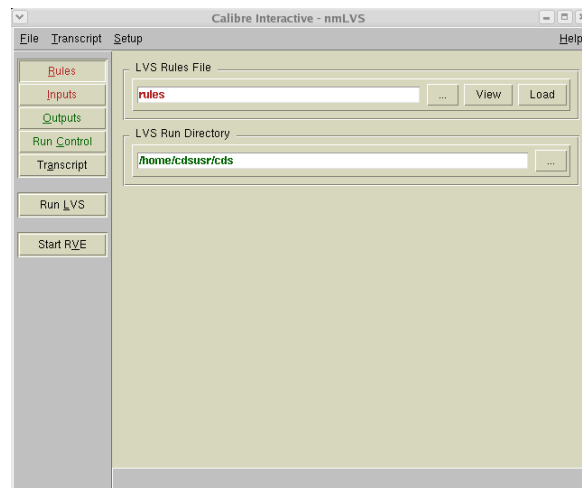 Calibre Interactive - nmLVS
File Transcript Setup Help
Rules
Inputs
Outputs
Run Control
Transcript
Run LVS
Start RVE
LVS Rules File
rules ... View Load
LVS Run Directory
/home/cdsusr/cds ...